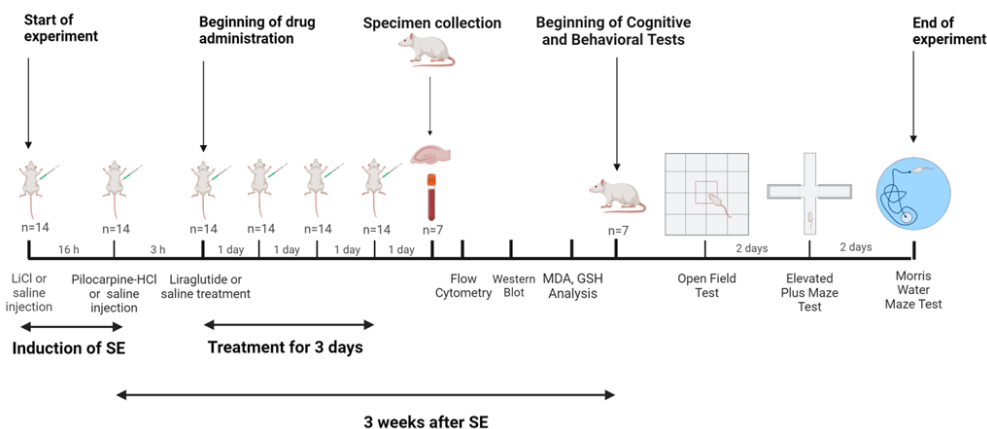 Start of
experiment
Beginning of drug
administration
Specimen collection
Beginning of Cognitive
and Behavioral Tests
End of
experiment
n=14
n=14
n=14
n=14
n=14
n=14
n=7
n=7
16 h
3 h
1 day
1 day
1 day
1 day
2 days
2 days
LiCl or
saline
injection
Pilocarpine-HCl
or saline
injection
Liraglutide or
saline treatment
Flow
Cytometry
Western
Blot
MDA, GSH
Analysis
Open Field
Test
Elevated
Plus Maze
Test
Morris
Water
Maze Test
Induction of SE
Treatment for 3 days
3 weeks after SE